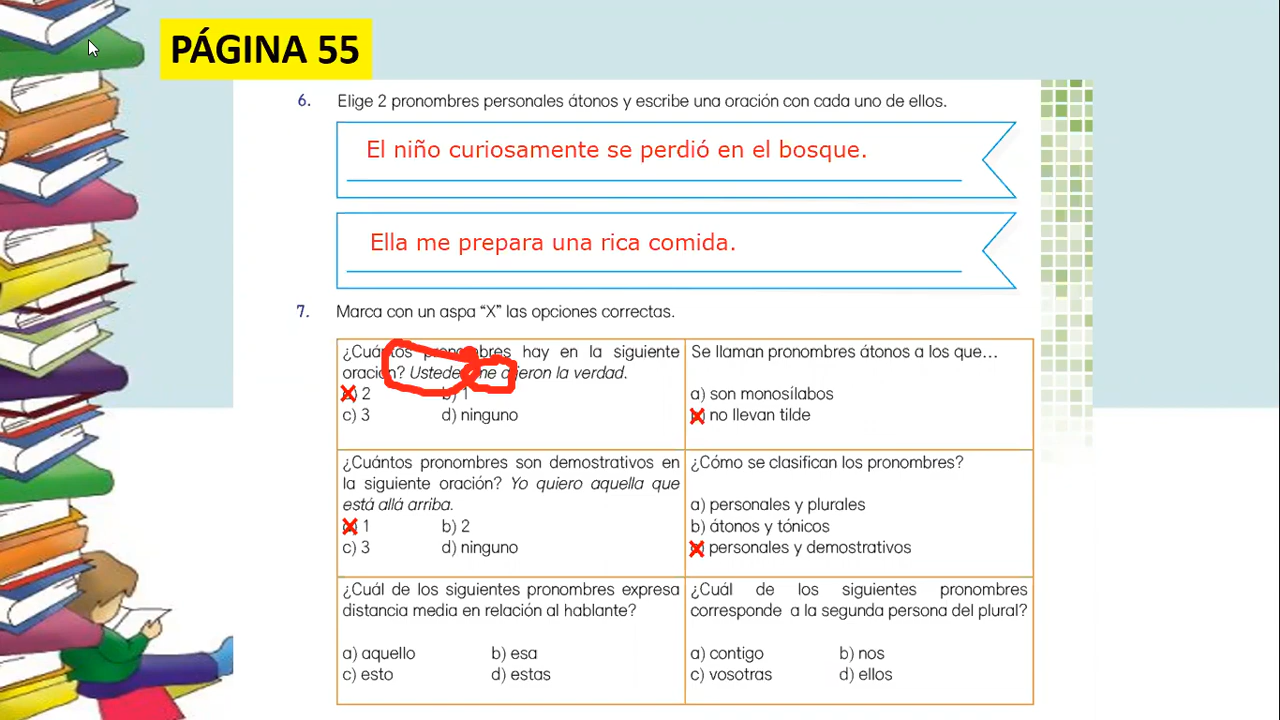 PÁGINA 55
6. Elige 2 pronombres personales átonos y escribe una oración con cada uno de ellos.
El niño curiosamente se perdió en el bosque.
Ella me prepara una rica comida.
7. Marca con un aspa “X” las opciones correctas.
¿Cuántos pronombres hay en la siguiente
oración? Ustedes me dijeron la verdad.
a) 2 b) 1
c) 3 d) ninguno
Se llaman pronombres átonos a los que…
a) son monosílabos
b) no llevan tilde
¿Cuántos pronombres son demostrativos en
la siguiente oración? Yo quiero aquella que
está allá arriba.
a) 1 b) 2
c) 3 d) ninguno
¿Cómo se clasifican los pronombres?
a) personales y plurales
b) átonos y tónicos
c) personales y demostrativos
¿Cuál de los siguientes pronombres expresa
distancia media en relación al hablante?
a) aquello b) esa
c) esto d) estas
¿Cuál de los siguientes pronombres
corresponde a la segunda persona del plural?
a) contigo b) nos
c) vosotras d) ellos